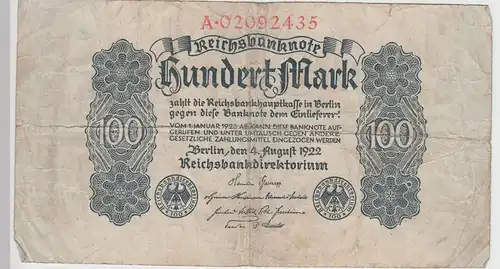 A·02092435
Reichsbanknote
Hundert Mark
zahlt die Reichsbankhauptkasse in Berlin
gegen diese Banknote dem Einlieferer.
VOM 1. JANUAR 1923 AB KANN DIESE BANKNOTE AUF-
GERUFEN UND UNTER UMTAUSCH GEGEN ANDERE
GESETZLICHE ZAHLUNGSMITTEL EINGEZOGEN WERDEN
100 100
Berlin, den 4. August 1922
Reichsbankdirektorium
100 100